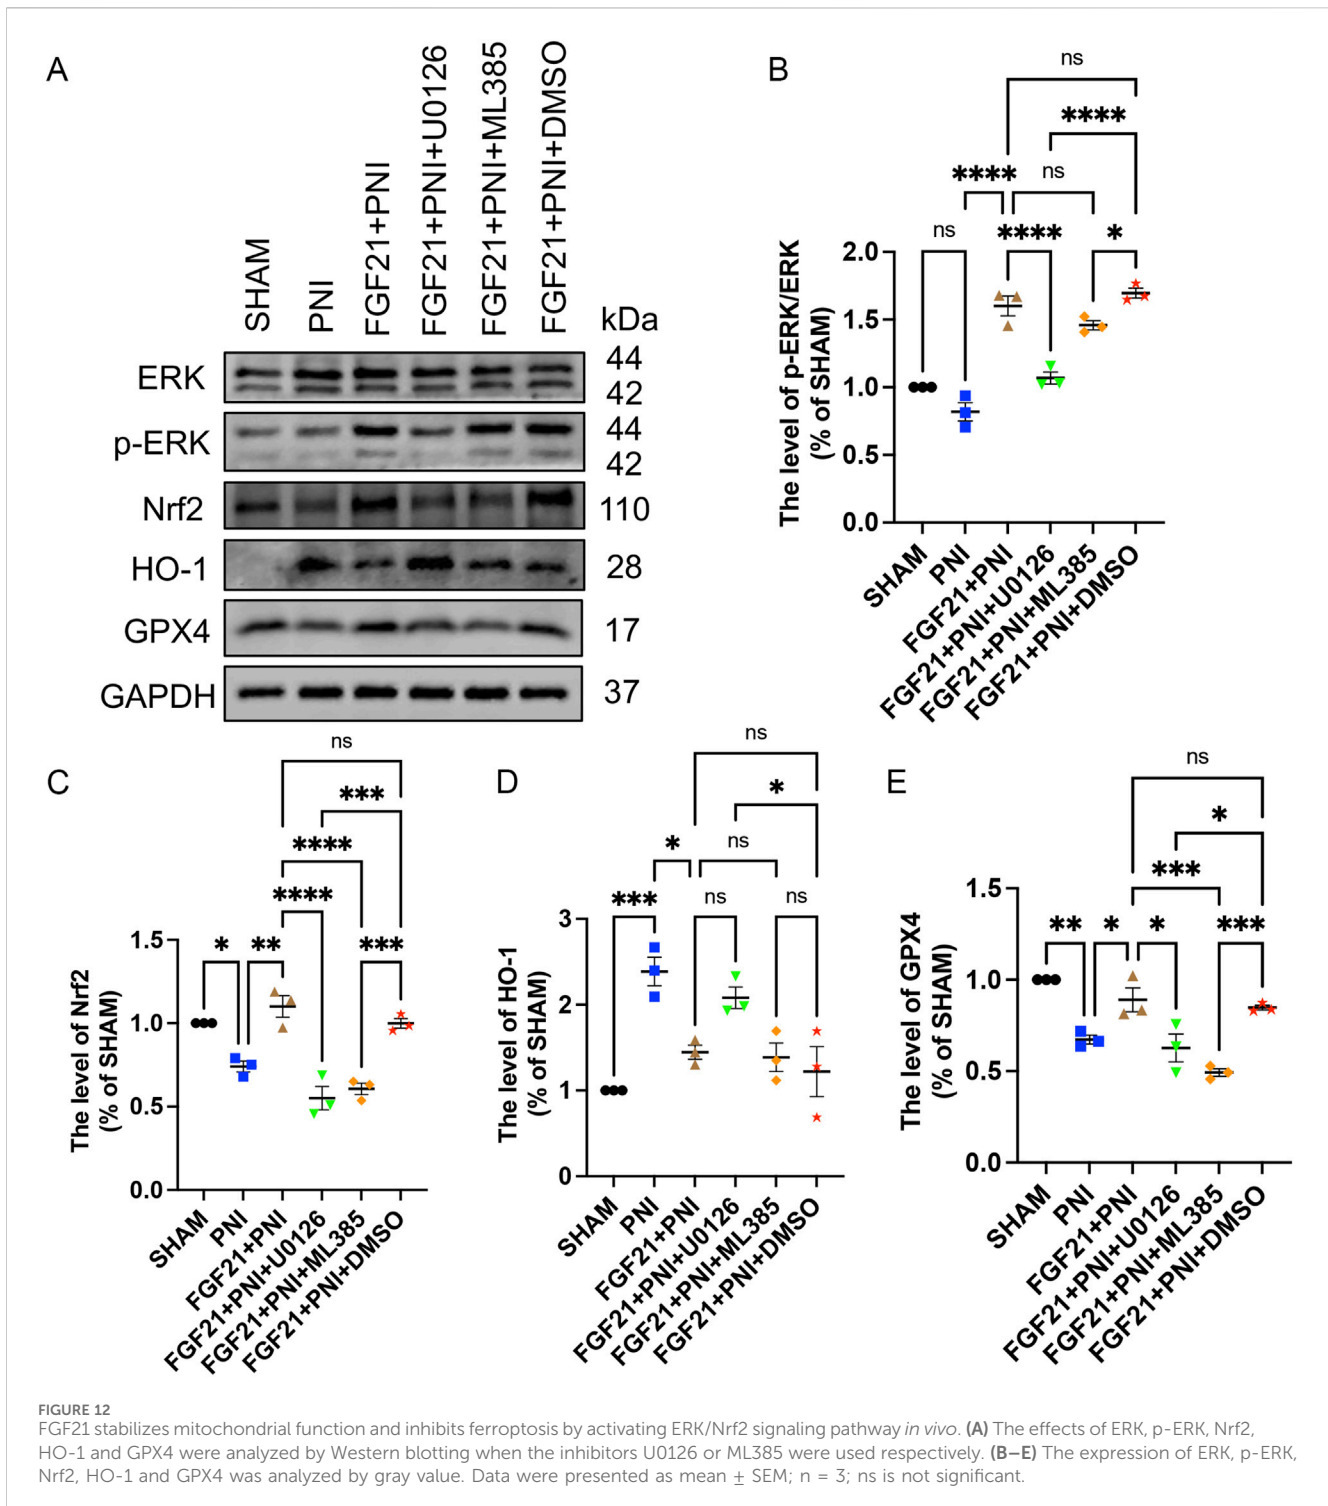 A
SHAM
PNI
FGF21+PNI
FGF21+PNI+U0126
FGF21+PNI+ML385
FGF21+PNI+DMSO
kDa
ERK
44
42
p-ERK
44
42
Nrf2
110
HO-1
28
GPX4
17
GAPDH
37
B
ns
****
**** ns
ns **** *
The level of p-ERK/ERK
(% of SHAM)
2.0
1.5
1.0
0.5
0.0
SHAM
PNI
FGF21+PNI
FGF21+PNI+U0126
FGF21+PNI+ML385
FGF21+PNI+DMSO
C
ns
***
****
****
* ** ***
The level of Nrf2
(% of SHAM)
1.5
1.0
0.5
0.0
SHAM
PNI
FGF21+PNI
FGF21+PNI+U0126
FGF21+PNI+ML385
FGF21+PNI+DMSO
D
ns
*
* ns
*** ns ns
The level of HO-1
(% of SHAM)
3
2
1
0
SHAM
PNI
FGF21+PNI
FGF21+PNI+U0126
FGF21+PNI+ML385
FGF21+PNI+DMSO
E
ns
*
***
** * * ***
The level of GPX4
(% of SHAM)
1.5
1.0
0.5
0.0
SHAM
PNI
FGF21+PNI
FGF21+PNI+U0126
FGF21+PNI+ML385
FGF21+PNI+DMSO
FIGURE 12
FGF21 stabilizes mitochondrial function and inhibits ferroptosis by activating ERK/Nrf2 signaling pathway in vivo. (A) The effects of ERK, p-ERK, Nrf2,
HO-1 and GPX4 were analyzed by Western blotting when the inhibitors U0126 or ML385 were used respectively. (B–E) The expression of ERK, p-ERK,
Nrf2, HO-1 and GPX4 was analyzed by gray value. Data were presented as mean ± SEM; n = 3; ns is not significant.